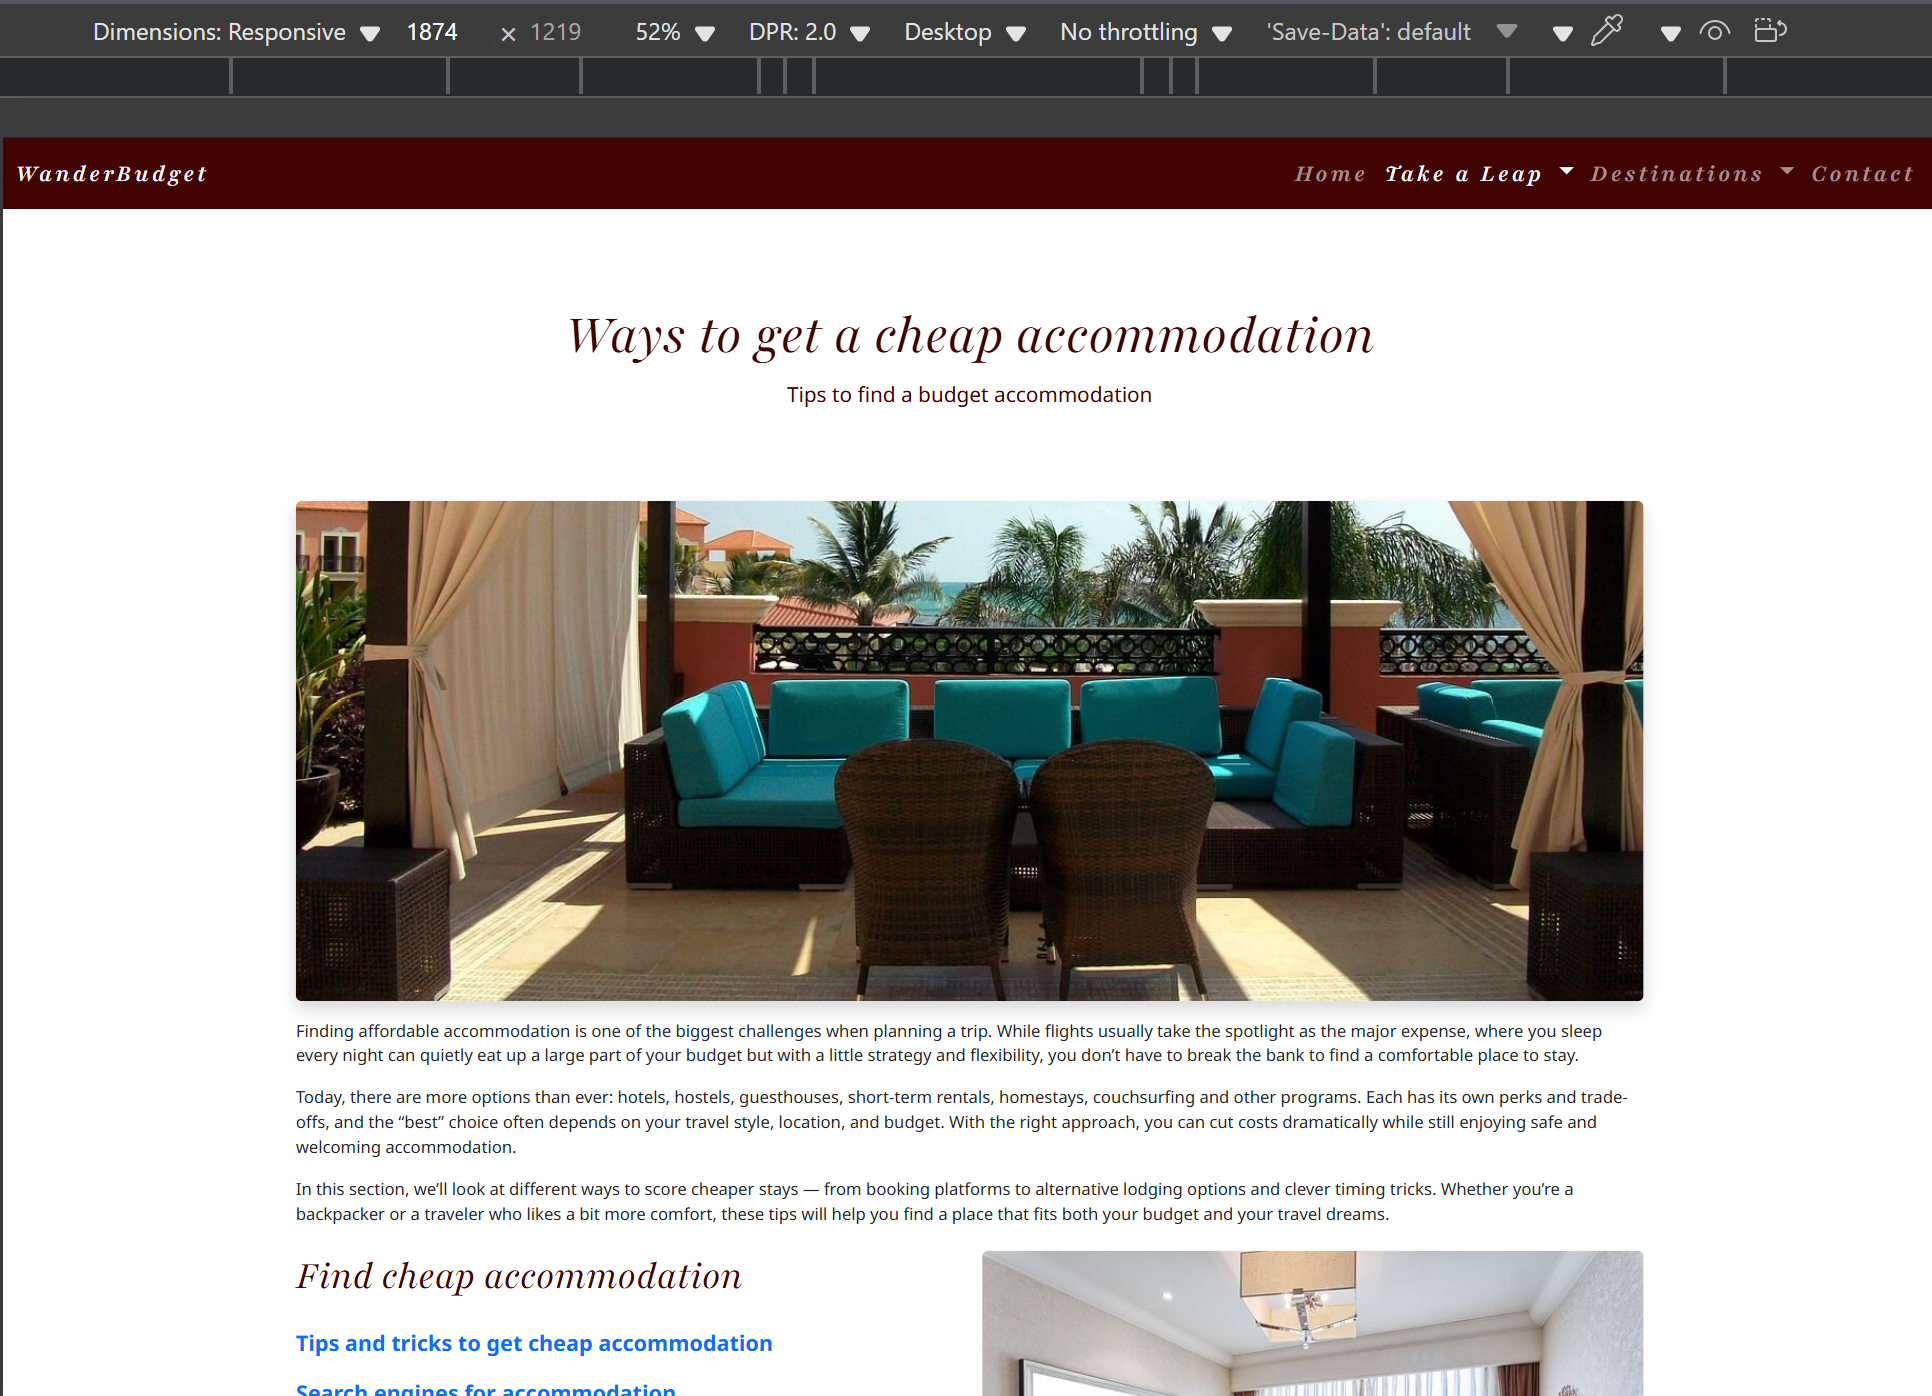 Dimensions: Responsive 1874 × 1219 52% DPR: 2.0 Desktop No throttling 'Save-Data': default
WanderBudget Home Take a Leap Destinations Contact
Ways to get a cheap accommodation
Tips to find a budget accommodation
Finding affordable accommodation is one of the biggest challenges when planning a trip. While flights usually take the spotlight as the major expense, where you sleep
every night can quietly eat up a large part of your budget but with a little strategy and flexibility, you don’t have to break the bank to find a comfortable place to stay.
Today, there are more options than ever: hotels, hostels, guesthouses, short-term rentals, homestays, couchsurfing and other programs. Each has its own perks and trade-
offs, and the “best” choice often depends on your travel style, location, and budget. With the right approach, you can cut costs dramatically while still enjoying safe and
welcoming accommodation.
In this section, we’ll look at different ways to score cheaper stays — from booking platforms to alternative lodging options and clever timing tricks. Whether you’re a
backpacker or a traveler who likes a bit more comfort, these tips will help you find a place that fits both your budget and your travel dreams.
Find cheap accommodation
Tips and tricks to get cheap accommodation
Search engines for accommodation